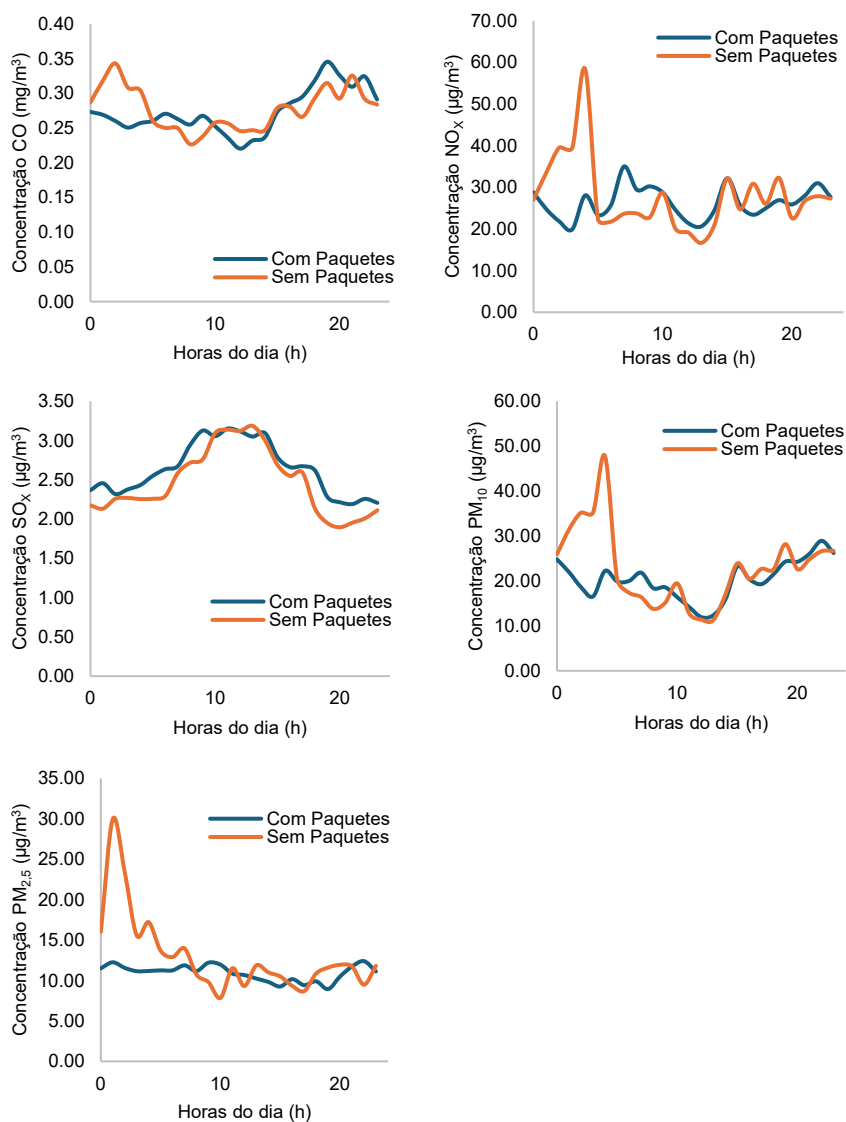 Concentração CO (mg/m³)
0.40
0.35
0.30
0.25
0.20
0.15
0.10
0.05
0.00
Com Paquetes
Sem Paquetes
0 10 20
Horas do dia (h)
Concentração NOₓ (µg/m³)
70.00
60.00
50.00
40.00
30.00
20.00
10.00
0.00
Com Paquetes
Sem Paquetes
0 10 20
Horas do dia (h)
Concentração SOₓ (µg/m³)
3.50
3.00
2.50
2.00
1.50
1.00
0.50
0.00
Com Paquetes
Sem Paquetes
0 10 20
Horas do dia (h)
Concentração PM₁₀ (µg/m³)
60.00
50.00
40.00
30.00
20.00
10.00
0.00
Com Paquetes
Sem Paquetes
0 10 20
Horas do dia (h)
Concentração PM₂,₅ (µg/m³)
35.00
30.00
25.00
20.00
15.00
10.00
5.00
0.00
Com Paquetes
Sem Paquetes
0 10 20
Horas do dia (h)